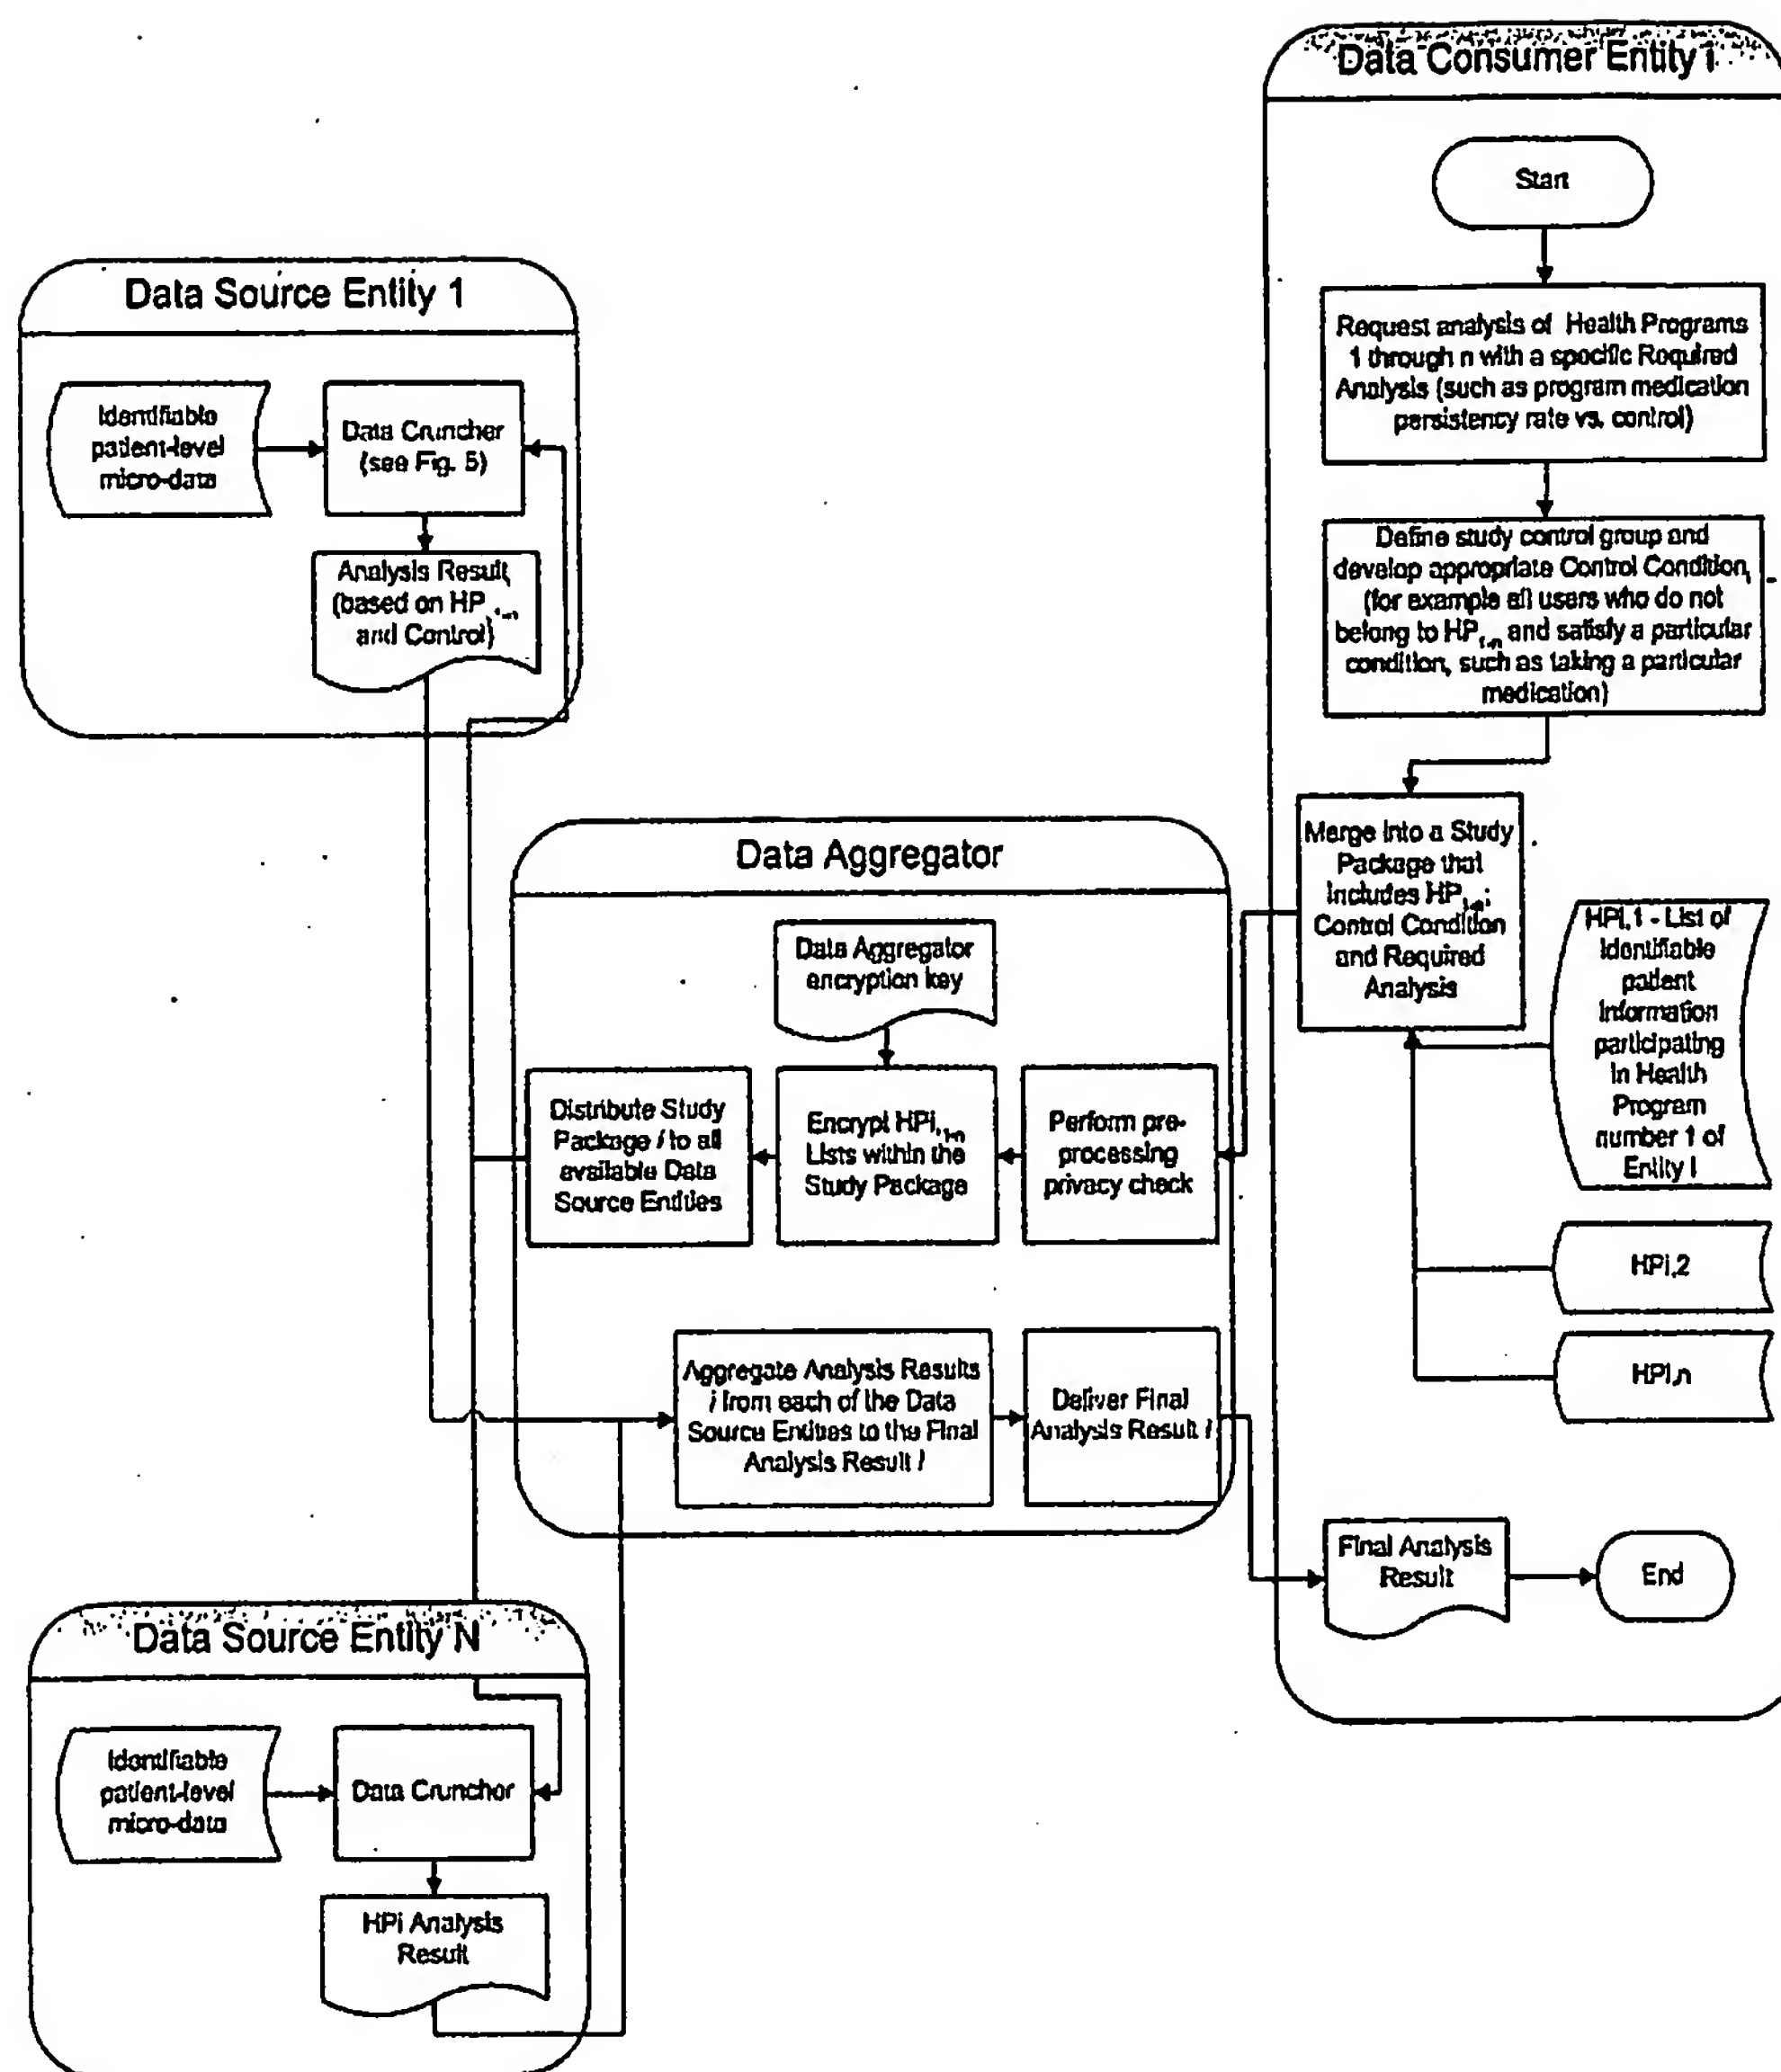 Data Consumer Entity i
Start
Request analysis of Health Programs
1 through n with a specific Required
Analysis (such as program medication
persistency rate vs. control)
Define study control group and
develop appropriate Control Condition,
(for example all users who do not
belong to HP and satisfy a particular
condition, such as taking a particular
medication)
Merge into a Study
Package that
includes HP
Control Condition
and Required
Analysis
HPi,1 - List of
Identifiable
patient
Information
participating
in Health
Program
number 1 of
Entity i
HPi,2
HPi,n
Final Analysis
Result
End
Data Source Entity 1
Identifiable
patient-level
micro-data
Data Cruncher
(see Fig. 5)
Analysis Result
(based on HP
and Control)
Data Aggregator
Data Aggregator
encryption key
Distribute Study
Package i to all
available Data
Source Entities
Encrypt HPi,1-n
Lists within the
Study Package
Perform pre-
processing
privacy check
Aggregate Analysis Results
i from each of the Data
Source Entities to the Final
Analysis Result i
Deliver Final
Analysis Result i
Data Source Entity N
Identifiable
patient-level
micro-data
Data Cruncher
HPi Analysis
Result